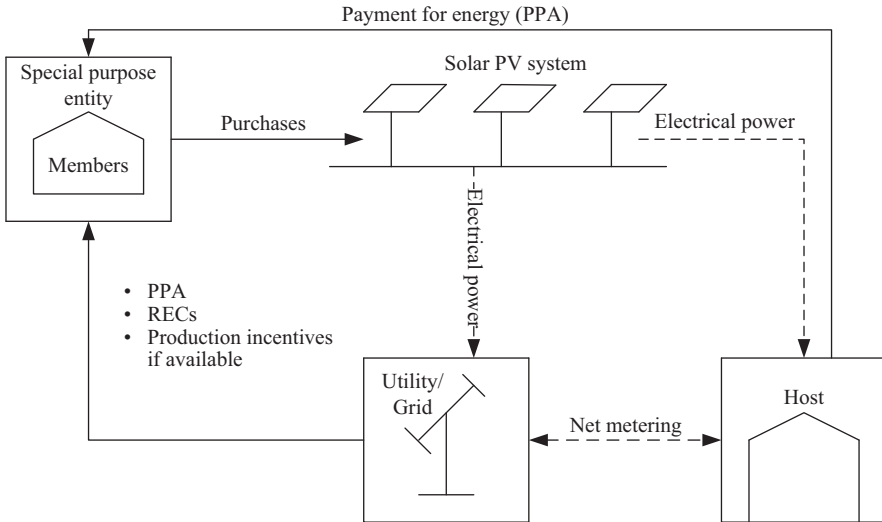 Payment for energy (PPA)
Special purpose
entity
Members
Purchases
Solar PV system
Electrical power
Electrical power
• PPA
• RECs
• Production incentives
if available
Utility/
Grid
Net metering
Host